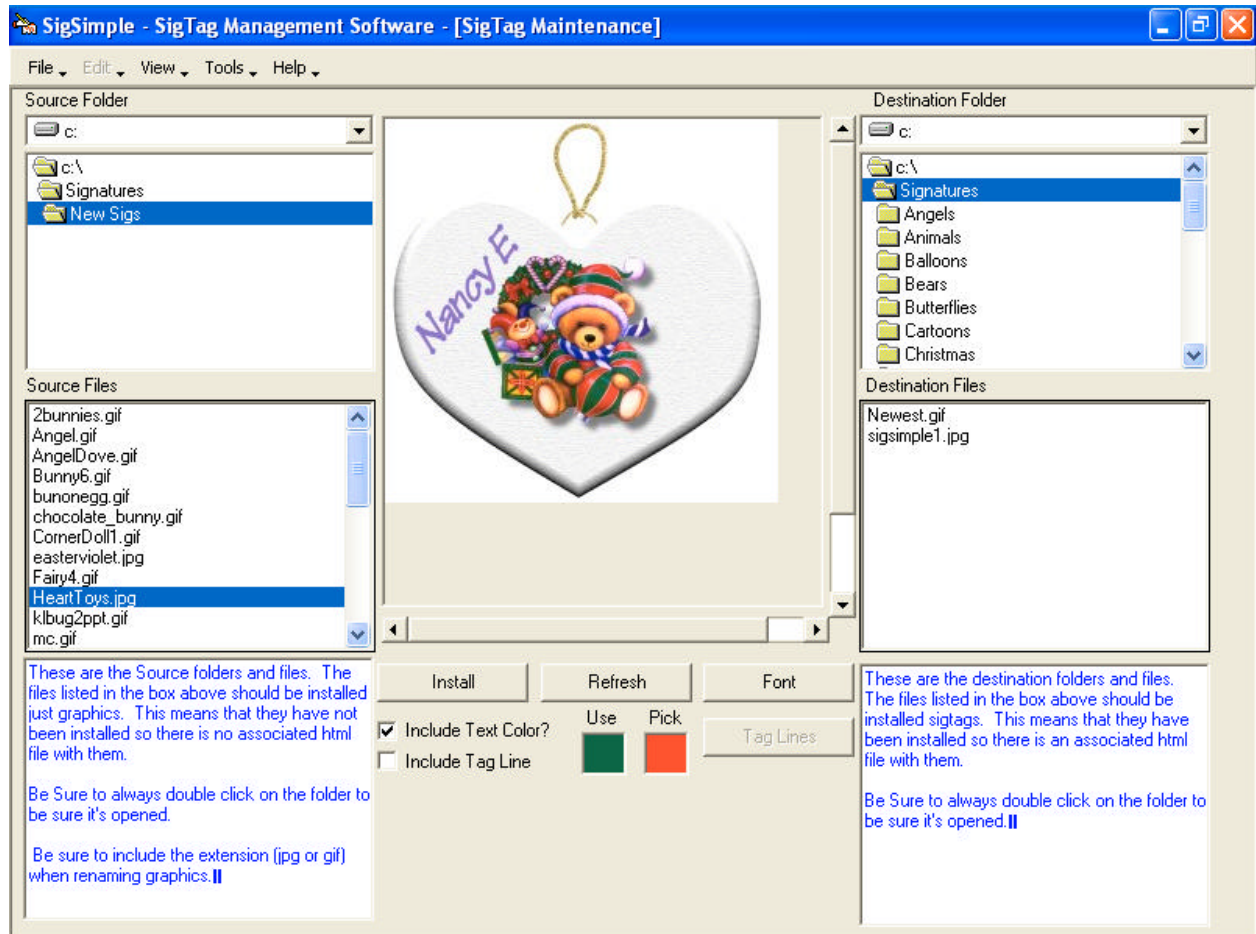 SigSimple - SigTag Management Software - [SigTag Maintenance]
File Edit View Tools Help
Source Folder
c:
c:\
Signatures
New Sigs
Source Files
2bunnies.gif
Angel.gif
AngelDove.gif
Bunny6.gif
bunonegg.gif
chocolate_bunny.gif
CornerDoll1.gif
easterviolet.jpg
Fairy4.gif
HeartToys.jpg
klbug2ppt.gif
mc.gif
These are the Source folders and files. The
files listed in the box above should be installed
just graphics. This means that they have not
been installed so there is no associated html
file with them.
Be Sure to always double click on the folder to
be sure it's opened.
Be sure to include the extension (jpg or gif)
when renaming graphics.
Nancy E
Install
Refresh
Font
Include Text Color?
Use
Pick
Tag Lines
Include Tag Line
Destination Folder
c:
c:\
Signatures
Angels
Animals
Balloons
Bears
Butterflies
Cartoons
Christmas
Destination Files
Newest.gif
sigsimple1.jpg
These are the destination folders and files.
The files listed in the box above should be
installed sigtags. This means that they have
been installed so there is an associated html
file with them.
Be Sure to always double click on the folder to
be sure it's opened.